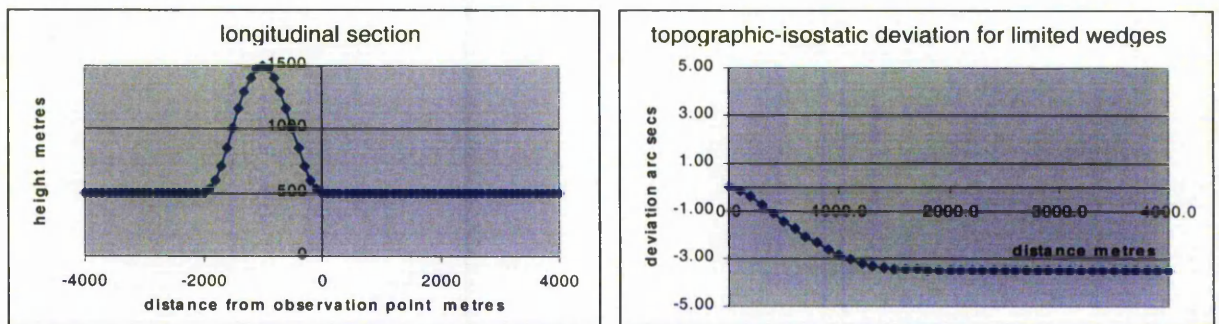 longitudinal section
1500
1000
500
0
-4000 -2000 0 2000 4000
height metres
distance from observation point metres
topographic-isostatic deviation for limited wedges
5.00
3.00
1.00
-1.00
-3.00
-5.00
0.0 1000.0 2000.0 3000.0 4000.0
deviation arc secs
distance metres